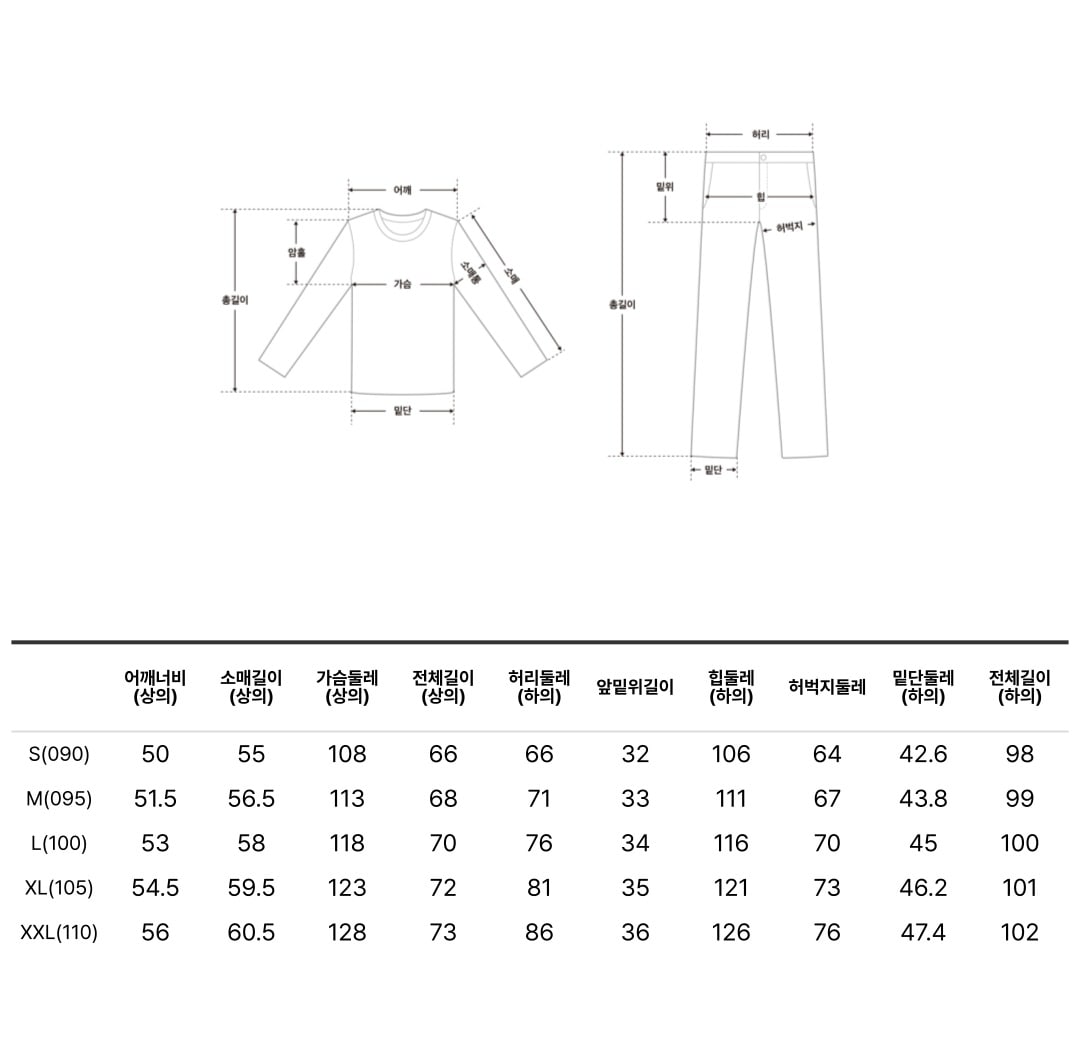 허리
밑위
어깨
힙
허벅지
암홀
소매통
소매
가슴
총길이
총길이
밑단
밑단
어깨너비 소매길이 가슴둘레 전체길이 허리둘레 앞밑위길이 힙둘레 허벅지둘레 밑단둘레 전체길이
(상의) (상의) (상의) (상의) (하의) (하의) (하의) (하의)
S(090) 50 55 108 66 66 32 106 64 42.6 98
M(095) 51.5 56.5 113 68 71 33 111 67 43.8 99
L(100) 53 58 118 70 76 34 116 70 45 100
XL(105) 54.5 59.5 123 72 81 35 121 73 46.2 101
XXL(110) 56 60.5 128 73 86 36 126 76 47.4 102